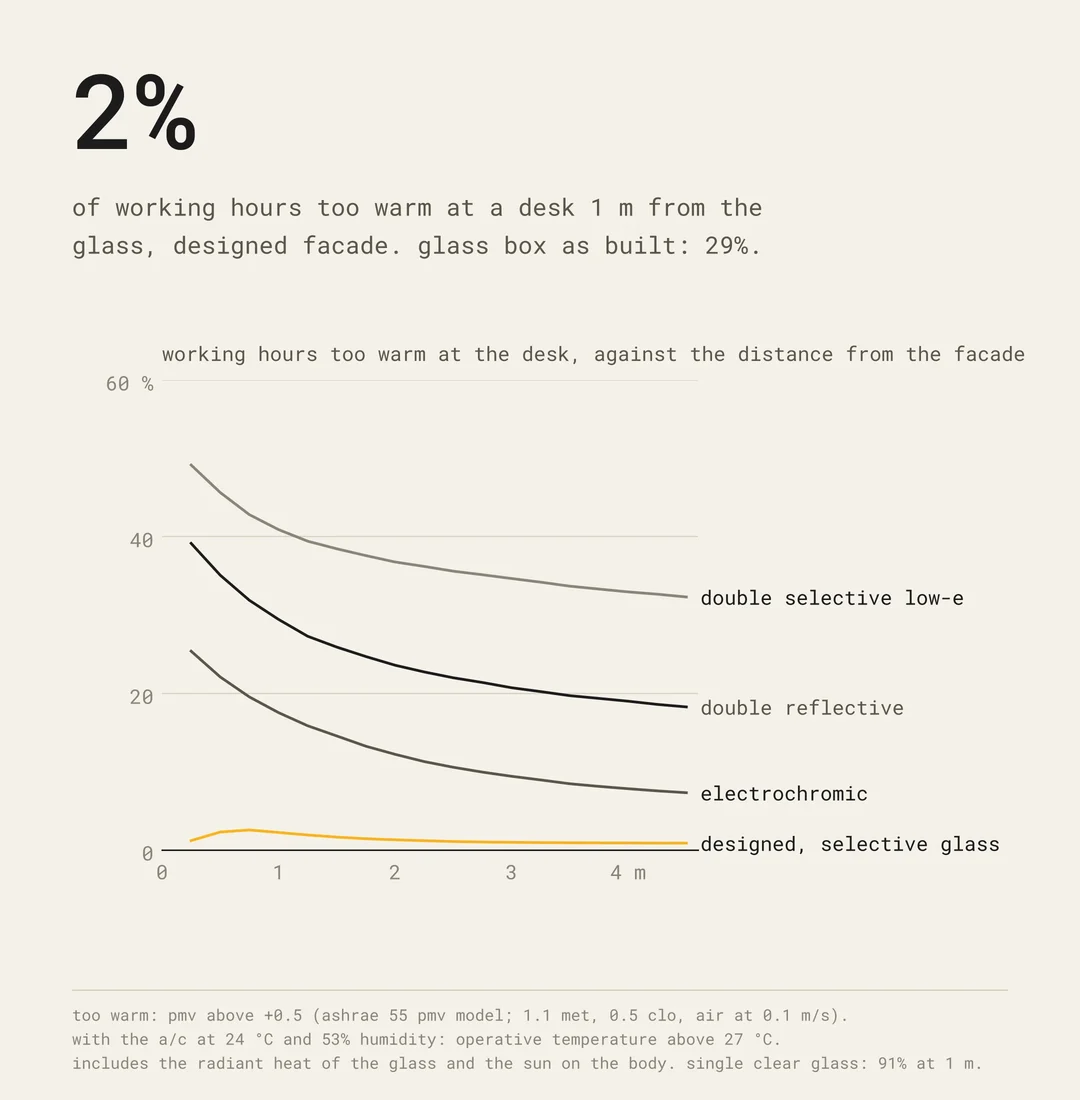 2%
of working hours too warm at a desk 1 m from the
glass, designed facade. glass box as built: 29%.
working hours too warm at the desk, against the distance from the facade
60 %
40
double selective low-e
20
double reflective
electrochromic
designed, selective glass
0
0 1 2 3 4 m
too warm: pmv above +0.5 (ashrae 55 pmv model; 1.1 met, 0.5 clo, air at 0.1 m/s).
with the a/c at 24 °C and 53% humidity: operative temperature above 27 °C.
includes the radiant heat of the glass and the sun on the body. single clear glass: 91% at 1 m.